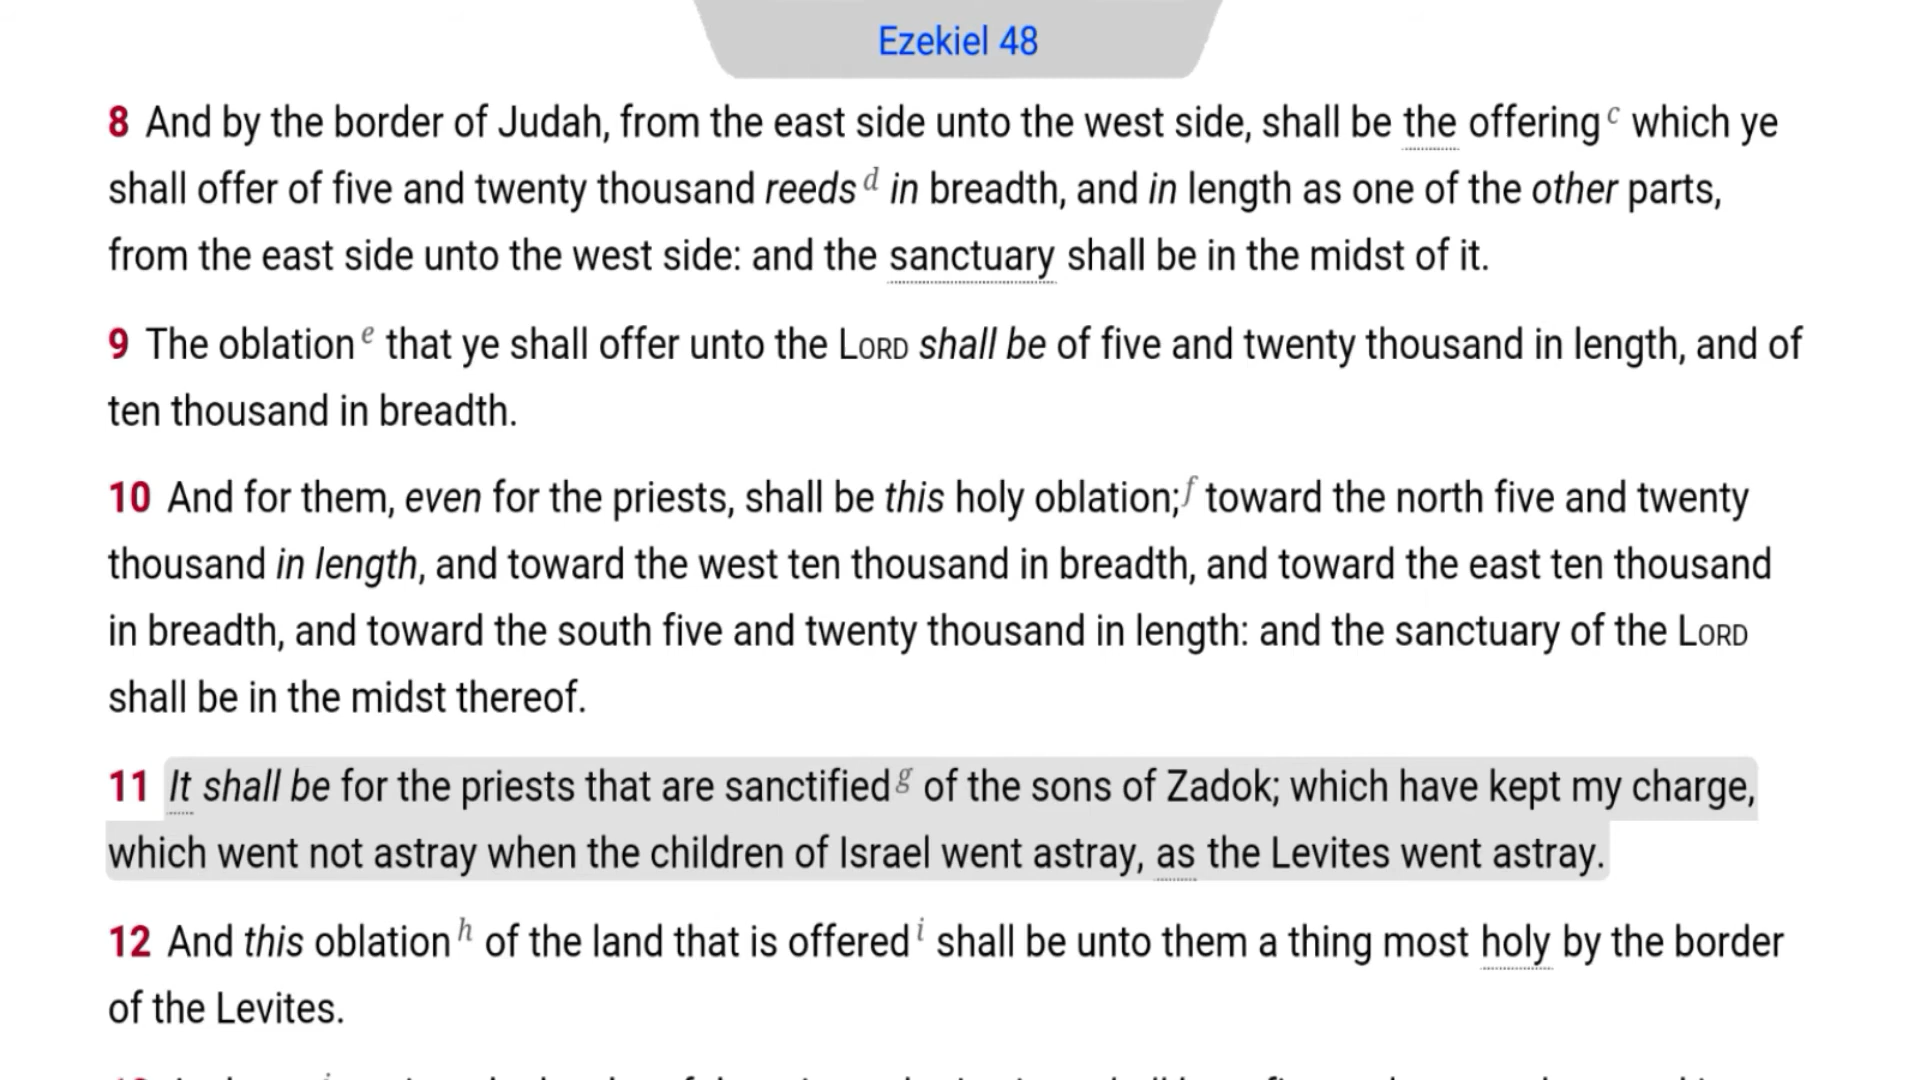 Ezekiel 48
8 And by the border of Judah, from the east side unto the west side, shall be the offering c which ye
shall offer of five and twenty thousand reeds d in breadth, and in length as one of the other parts,
from the east side unto the west side: and the sanctuary shall be in the midst of it.
9 The oblation e that ye shall offer unto the LORD shall be of five and twenty thousand in length, and of
ten thousand in breadth.
10 And for them, even for the priests, shall be this holy oblation; f toward the north five and twenty
thousand in length, and toward the west ten thousand in breadth, and toward the east ten thousand
in breadth, and toward the south five and twenty thousand in length: and the sanctuary of the LORD
shall be in the midst thereof.
11 It shall be for the priests that are sanctified g of the sons of Zadok; which have kept my charge,
which went not astray when the children of Israel went astray, as the Levites went astray.
12 And this oblation h of the land that is offered i shall be unto them a thing most holy by the border
of the Levites.